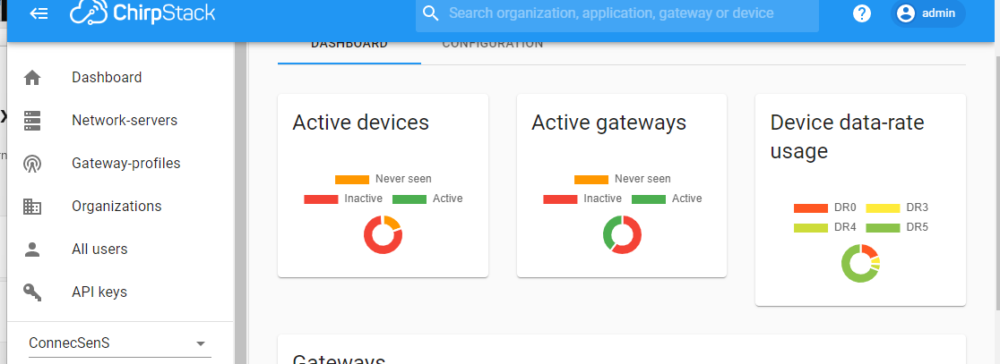 ChirpStack
Search organization, application, gateway or device
admin
DASHBOARD
CONFIGURATION
Dashboard
Network-servers
Gateway-profiles
Organizations
All users
API keys
ConnecSenS
Active devices
Never seen
Inactive
Active
Active gateways
Never seen
Inactive
Active
Device data-rate
usage
DR0
DR3
DR4
DR5
Gateways